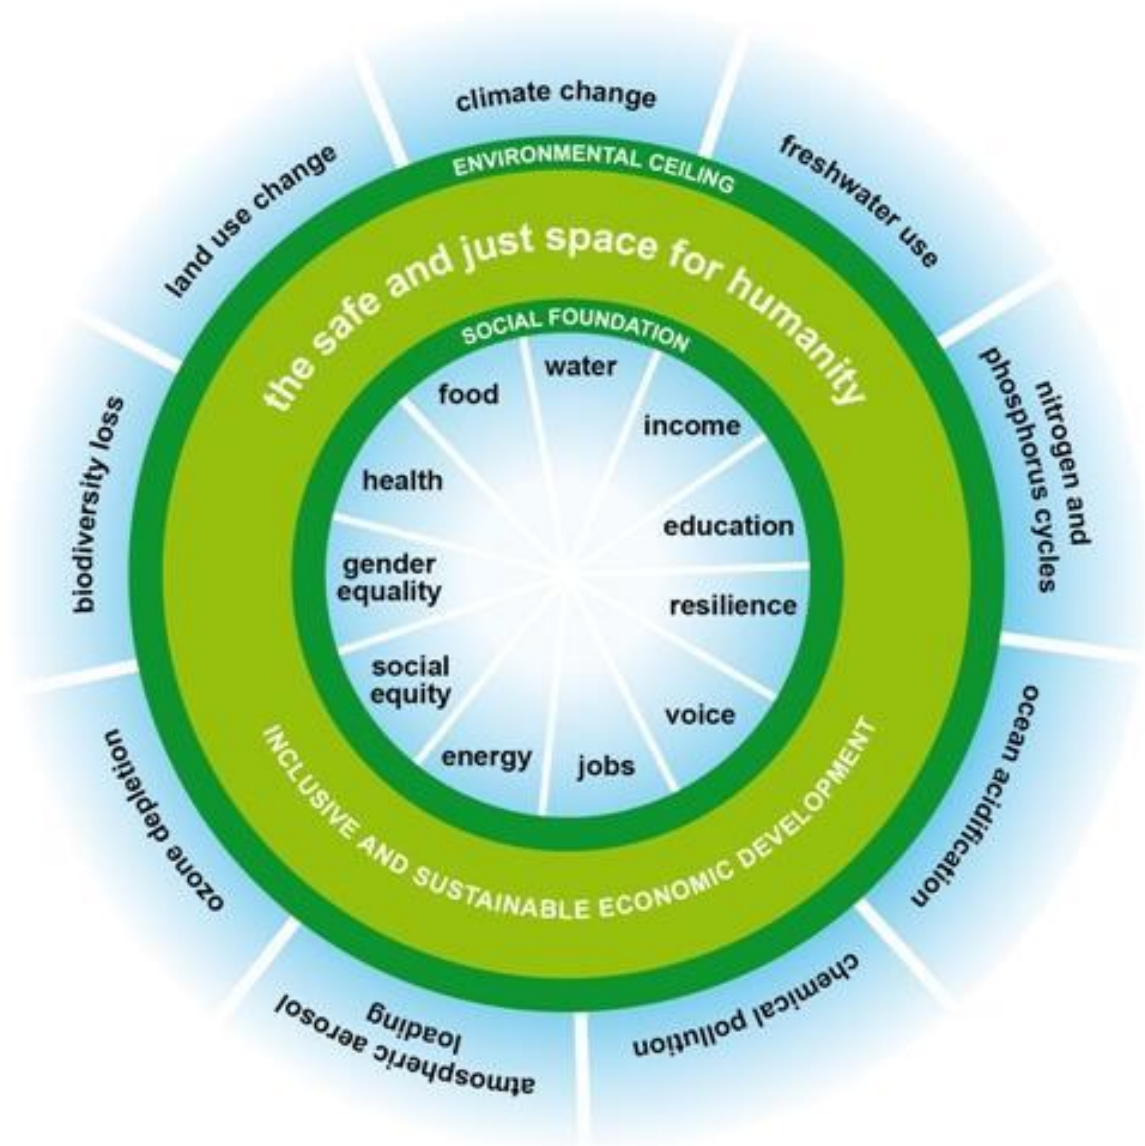 climate change
freshwater use
nitrogen and
phosphorus cycles
ocean acidification
chemical pollution
atmospheric aerosol
loading
ozone depletion
biodiversity loss
land use change
ENVIRONMENTAL CEILING
the safe and just space for humanity
SOCIAL FOUNDATION
water
income
education
resilience
voice
jobs
energy
social
equity
gender
equality
health
food
INCLUSIVE AND SUSTAINABLE ECONOMIC DEVELOPMENT